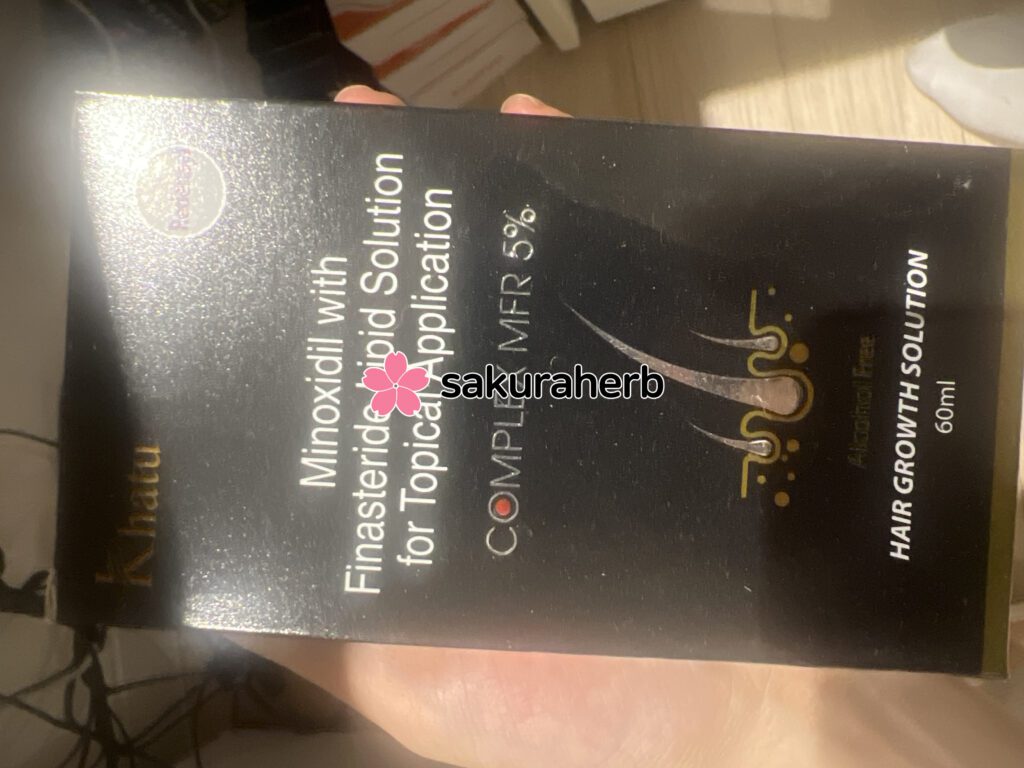 Khatu
Minoxidil with
Finasteride Lipid Solution
for Topical Application
COMPLEX MFR 5%
sakuraherb
Alcohol Free
HAIR GROWTH SOLUTION
60ml